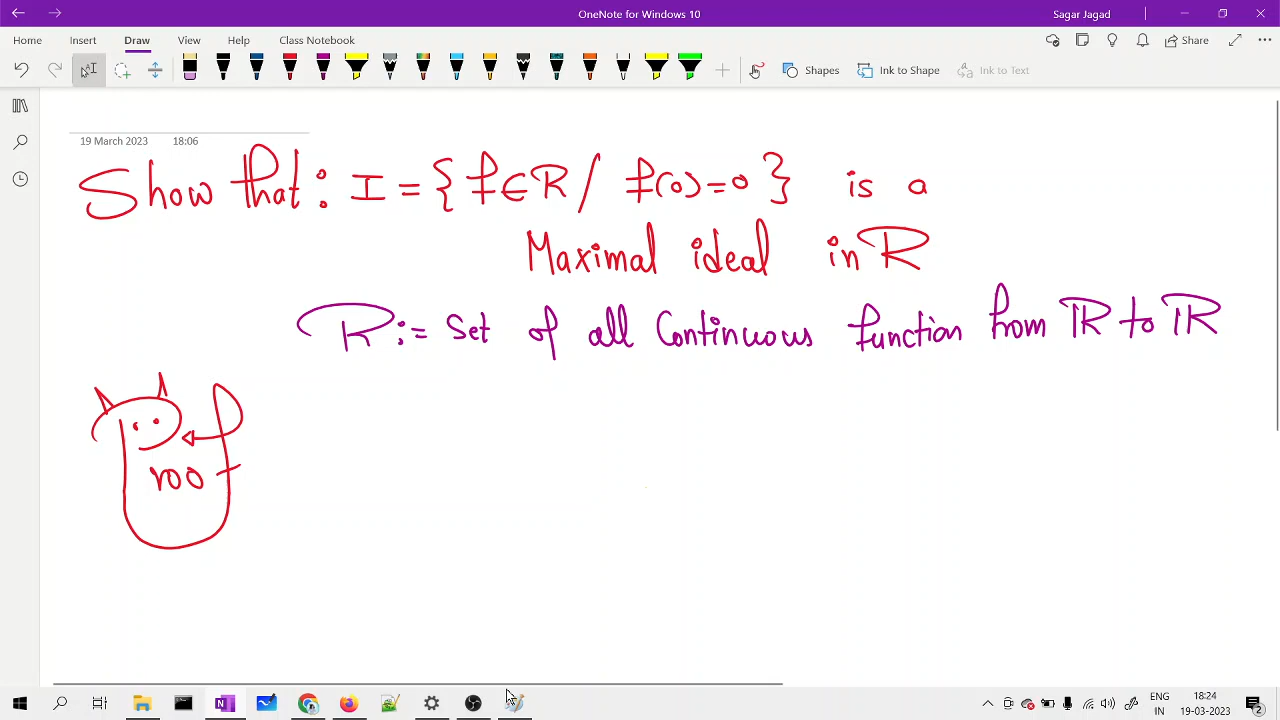 OneNote for Windows 10
Sagar Jagad
Home Insert Draw View Help Class Notebook
Share
Shapes Ink to Shape Ink to Text
19 March 2023 18:06
Show that: I = {f∈R / f(0)=0} is a
Maximal ideal in R
R:= Set of all Continuous function from ℝ to ℝ
ENG 18:24
IN 19-03-2023
2